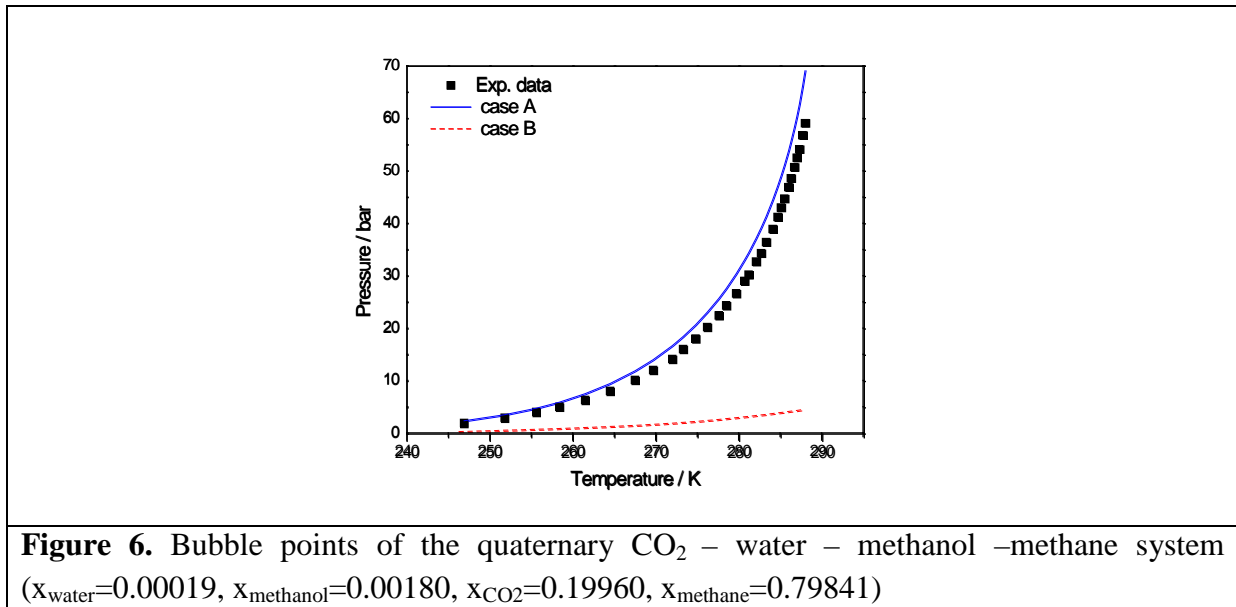 70
60
50
40
30
20
10
0
Pressure / bar
Exp. data
case A
case B
240 250 260 270 280 290
Temperature / K
Figure 6. Bubble points of the quaternary CO₂ – water – methanol –methane system
(xwater=0.00019, xmethanol=0.00180, xCO2=0.19960, xmethane=0.79841)